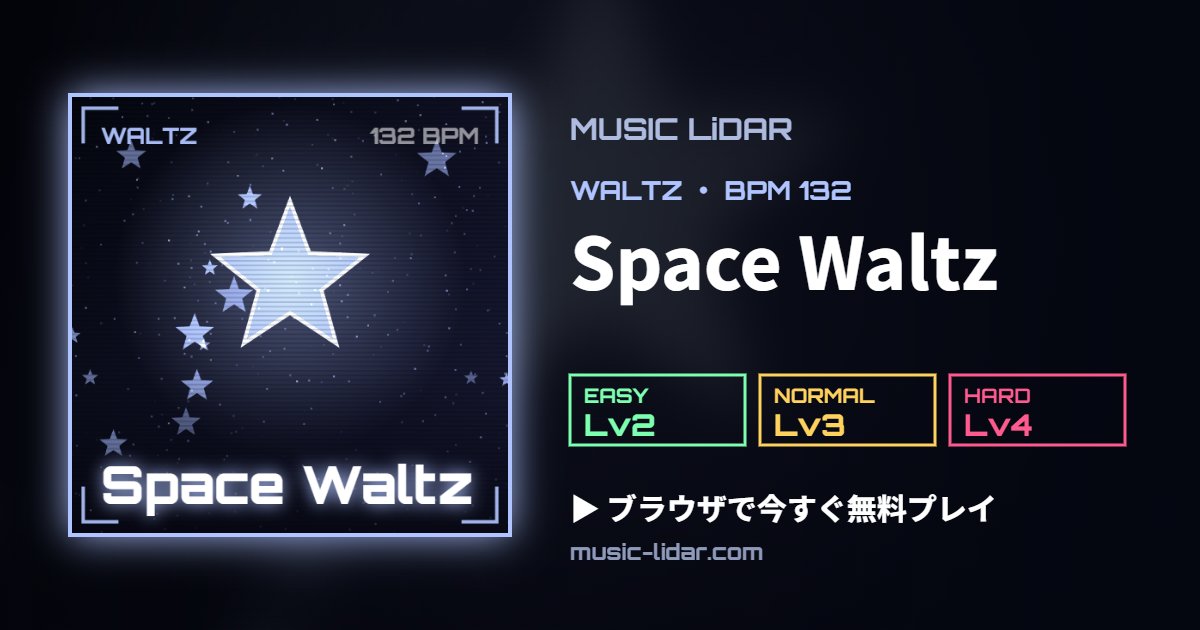 WALTZ
132 BPM
Space Waltz
MUSIC LiDAR
WALTZ • BPM 132
Space Waltz
EASY
Lv2
NORMAL
Lv3
HARD
Lv4
▶ ブラウザで今すぐ無料プレイ
music-lidar.com